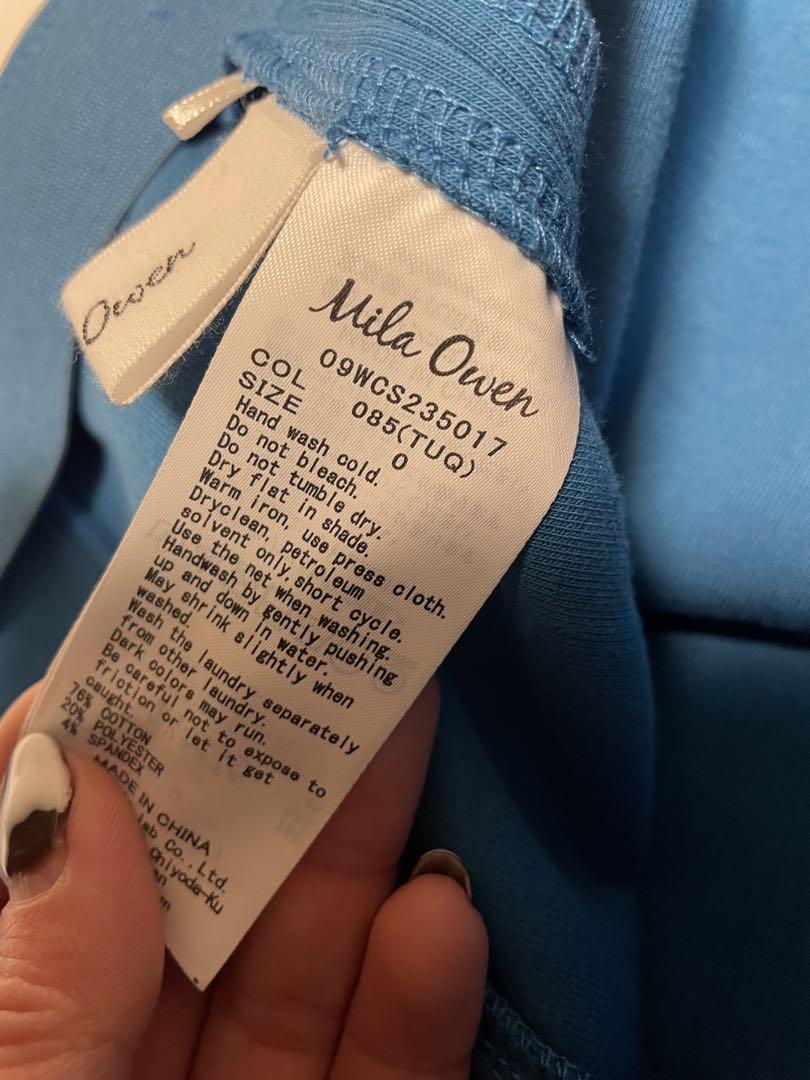 Owen
Mila Owen
09WCS235017
COL 085(TUQ)
SIZE 0
Hand wash cold.
Do not bleach.
Do not tumble dry.
Dry flat in shade.
Warm iron, use press cloth.
Dryclean, petroleum
solvent only,short cycle.
Use the net when washing.
Handwash by gently pushing
up and down in water.
May shrink slightly when
washed.
Wash the laundry separately
from other laundry.
Dark colors may run.
Be careful not to expose to
friction or let it get
caught.
76% COTTON
20% POLYESTER
4% SPANDEX
MADE IN CHINA
lab Co.,Ltd.
Chiyoda-Ku